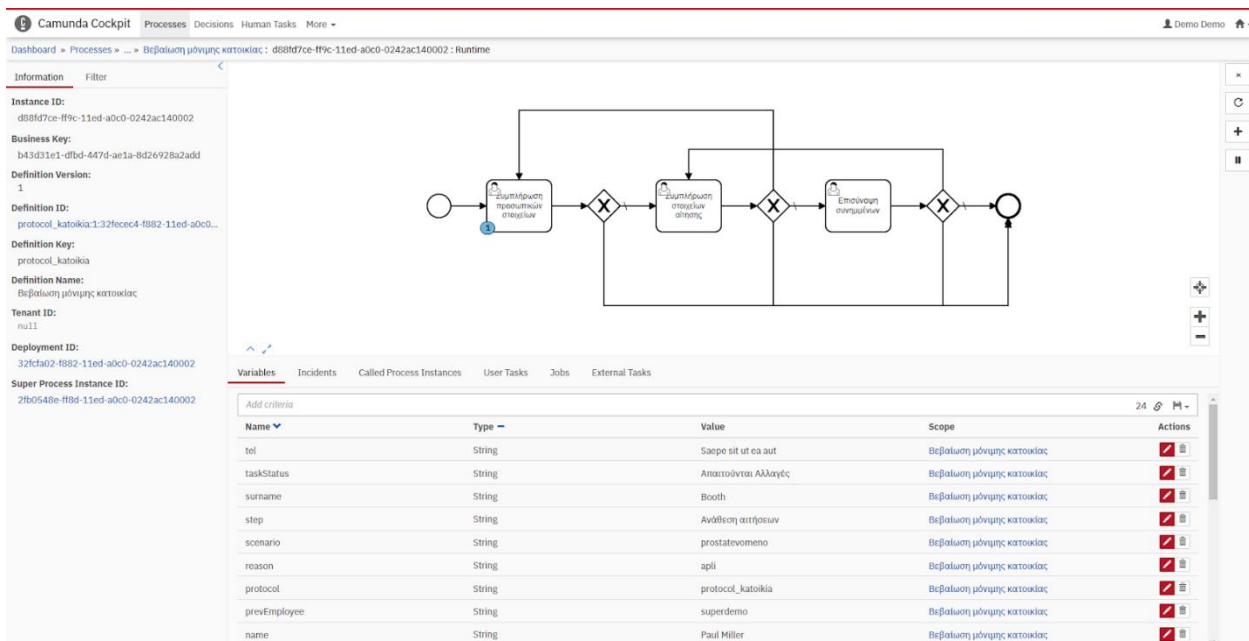 Camunda Cockpit Processes Decisions Human Tasks More
Demo Demo
Dashboard » Processes » ... » Βεβαίωση μόνιμης κατοικίας : d88fd7ce-ff9c-11ed-a0c0-0242ac140002 : Runtime
Information Filter
Instance ID:
d88fd7ce-ff9c-11ed-a0c0-0242ac140002
Business Key:
b43d31e1-dfbd-447d-ae1a-8d26928a2add
Definition Version:
1
Definition ID:
protocol_katoikia:1:32fecec4-f882-11ed-a0c0...
Definition Key:
protocol_katoikia
Definition Name:
Βεβαίωση μόνιμης κατοικίας
Tenant ID:
null
Deployment ID:
32fcfa02-f882-11ed-a0c0-0242ac140002
Super Process Instance ID:
2fb0548e-ff8d-11ed-a0c0-0242ac140002
Συμπλήρωση
προσωπικών
στοιχείων
1
Συμπλήρωση
στοιχείων
αίτησης
Επισύναψη
συνημμένων
Variables Incidents Called Process Instances User Tasks Jobs External Tasks
Add criteria 24
Name Type Value Scope Actions
tel String Saepe sit ut ea aut Βεβαίωση μόνιμης κατοικίας
taskStatus String Απαιτούνται Αλλαγές Βεβαίωση μόνιμης κατοικίας
surname String Booth Βεβαίωση μόνιμης κατοικίας
step String Ανάθεση αιτήσεων Βεβαίωση μόνιμης κατοικίας
scenario String prostatevomeno Βεβαίωση μόνιμης κατοικίας
reason String apli Βεβαίωση μόνιμης κατοικίας
protocol String protocol_katoikia Βεβαίωση μόνιμης κατοικίας
prevEmployee String superdemo Βεβαίωση μόνιμης κατοικίας
name String Paul Miller Βεβαίωση μόνιμης κατοικίας